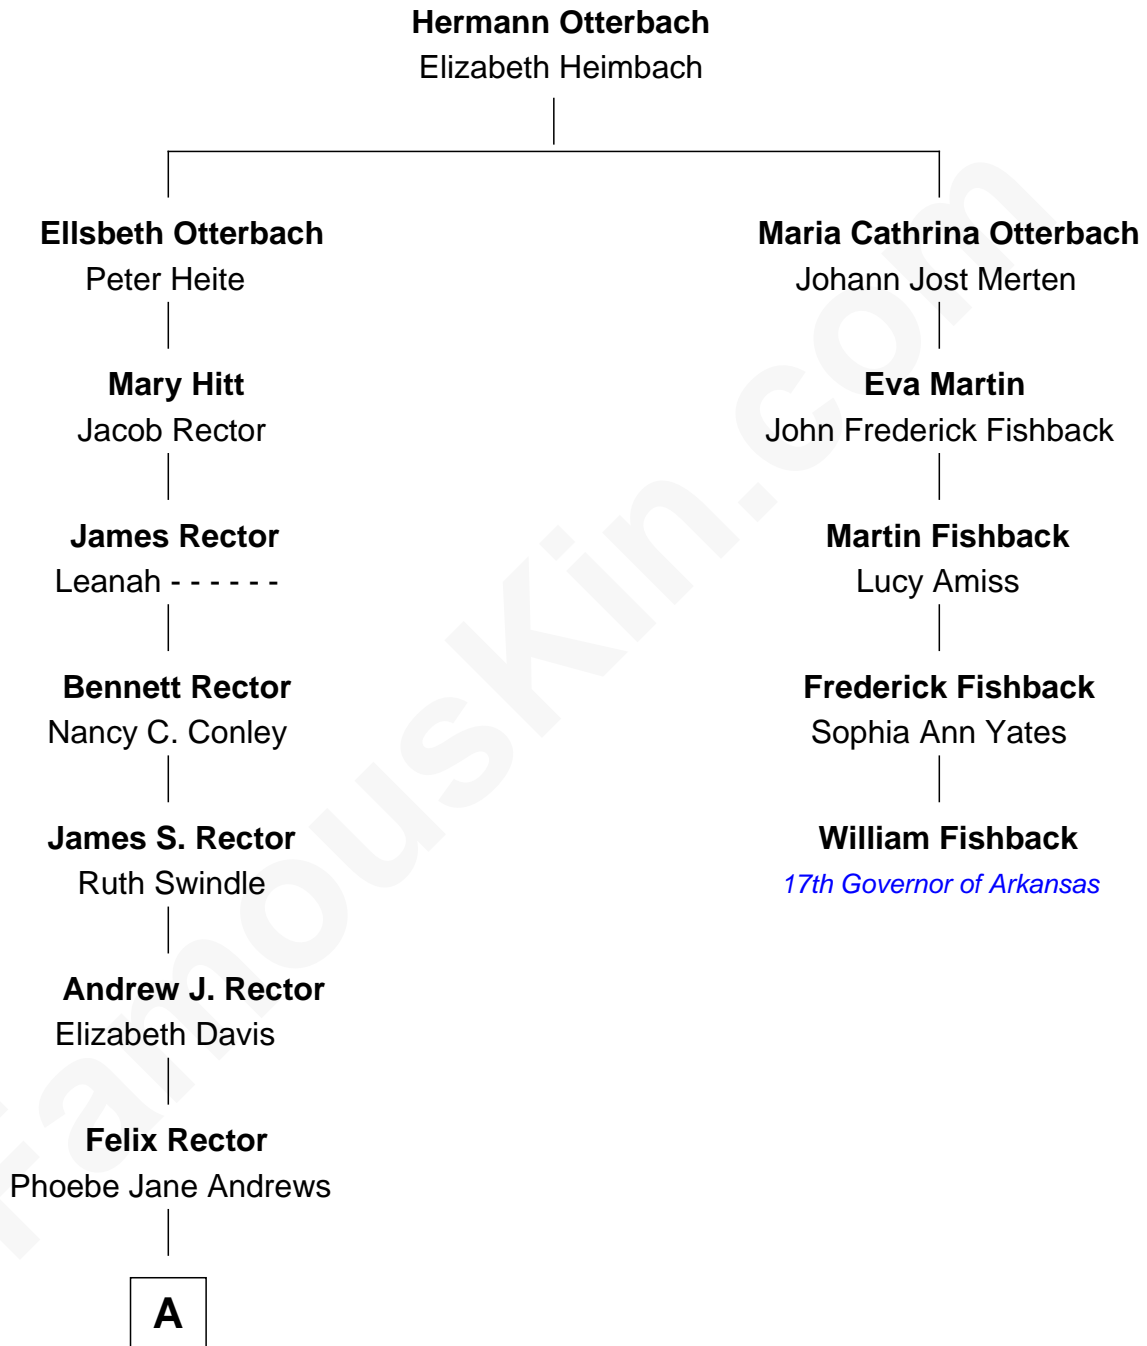 Hermann Otterbach
Elizabeth Heimbach
Ellsbeth Otterbach
Peter Heite
Maria Cathrina Otterbach
Johann Jost Merten
Mary Hitt
Jacob Rector
Eva Martin
John Frederick Fishback
James Rector
Leanah - - - - - -
Martin Fishback
Lucy Amiss
Bennett Rector
Nancy C. Conley
Frederick Fishback
Sophia Ann Yates
James S. Rector
Ruth Swindle
William Fishback
17th Governor of Arkansas
Andrew J. Rector
Elizabeth Davis
Felix Rector
Phoebe Jane Andrews
A
FamousKin.com